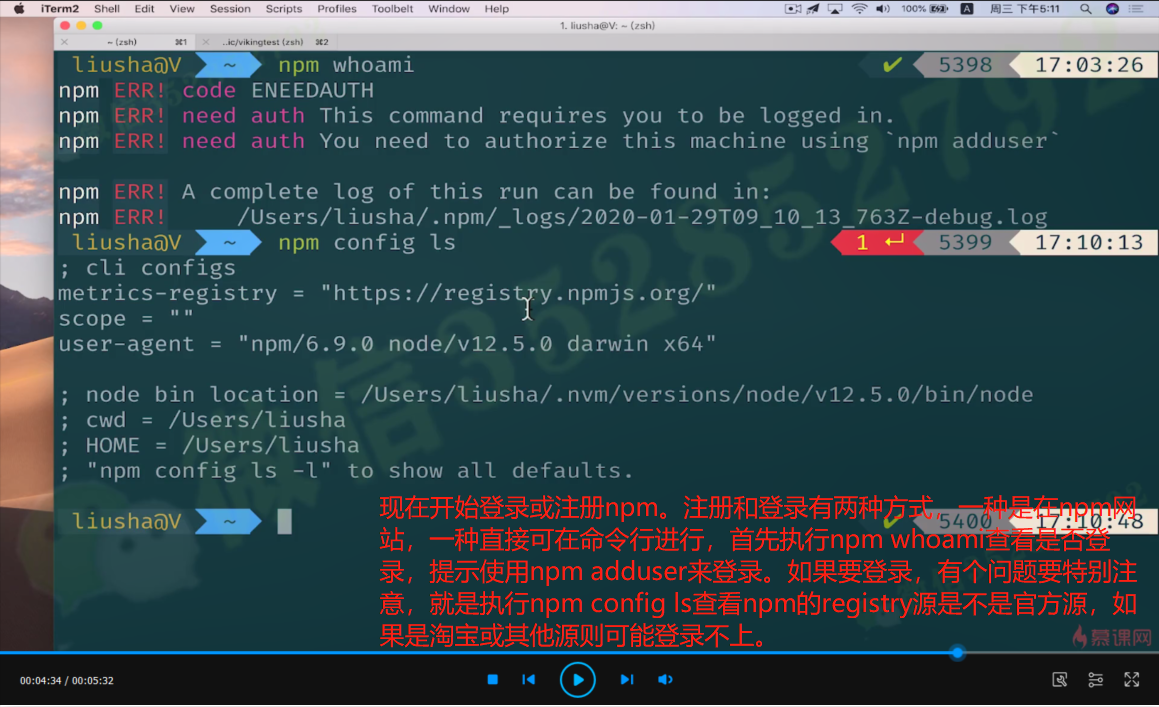 iTerm2 Shell Edit View Session Scripts Profiles Toolbelt Window Help 100% A 周三 下午5:11
1. liusha@V: ~ (zsh)
~ (zsh) ⌘1 ..ic/vikingtest (zsh) ⌘2
liusha@V ~ npm whoami ✔ 5398 17:03:26
npm ERR! code ENEEDAUTH
npm ERR! need auth This command requires you to be logged in.
npm ERR! need auth You need to authorize this machine using `npm adduser`
npm ERR! A complete log of this run can be found in:
npm ERR! /Users/liusha/.npm/_logs/2020-01-29T09_10_13_763Z-debug.log
liusha@V ~ npm config ls 1 ↵ 5399 17:10:13
; cli configs
metrics-registry = "https://registry.npmjs.org/"
scope = ""
user-agent = "npm/6.9.0 node/v12.5.0 darwin x64"
; node bin location = /Users/liusha/.nvm/versions/node/v12.5.0/bin/node
; cwd = /Users/liusha
; HOME = /Users/liusha
; "npm config ls -l" to show all defaults.
liusha@V ~ ✔ 5400 17:10:48
现在开始登录或注册npm。注册和登录有两种方式，一种是在npm网
站，一种直接可在命令行进行，首先执行npm whoami查看是否登
录，提示使用npm adduser来登录。如果要登录，有个问题要特别注
意，就是执行npm config ls查看npm的registry源是不是官方源，如
果是淘宝或其他源则可能登录不上。
慕课网
00:04:34 / 00:05:32